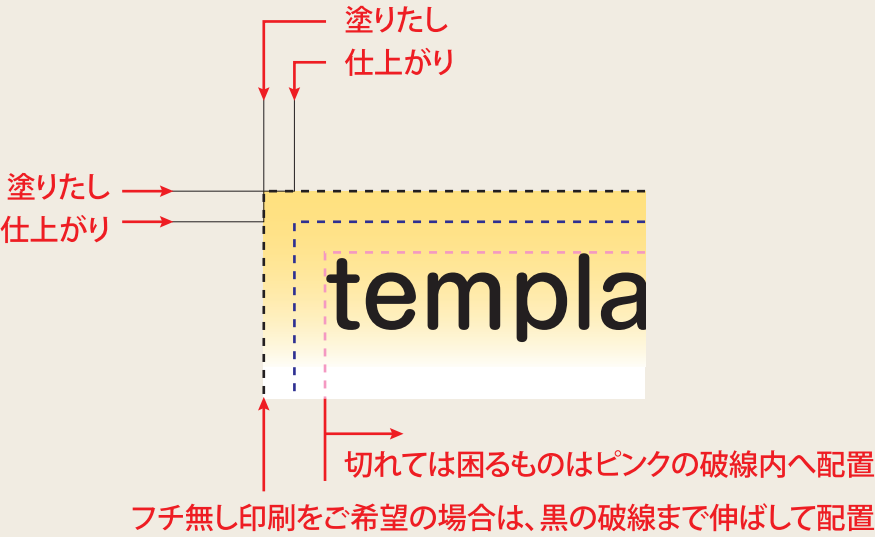 塗りたし
仕上がり
塗りたし
仕上がり
templa
切れては困るものはピンクの破線内へ配置
フチ無し印刷をご希望の場合は、黒の破線まで伸ばして配置